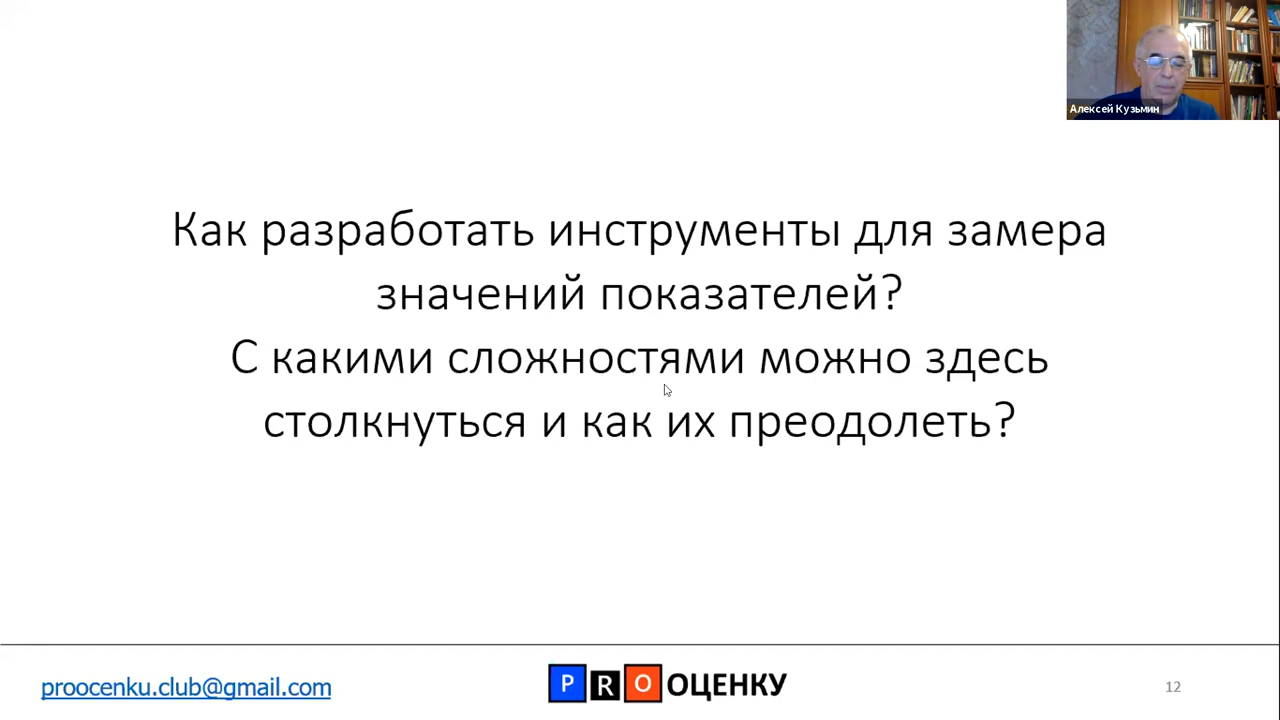 Алексей Кузьмин
Как разработать инструменты для замера
значений показателей?
С какими сложностями можно здесь
столкнуться и как их преодолеть?
proocenku.club@gmail.com
PRO ОЦЕНКУ
12